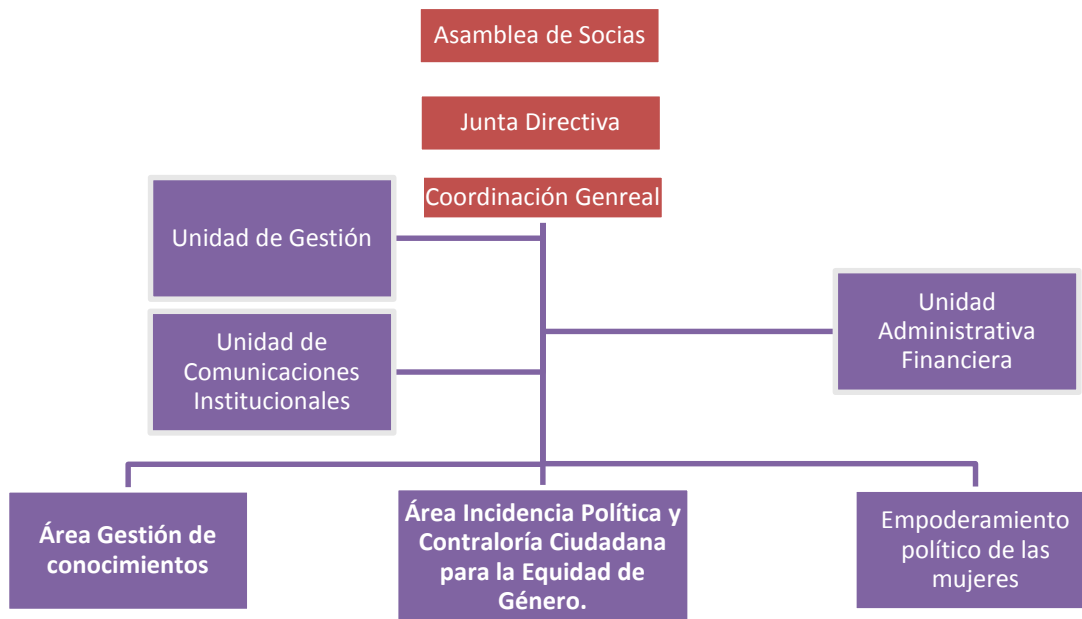 Asamblea de Socias
Junta Directiva
Coordinación Genreal
Unidad de Gestión
Unidad de
Comunicaciones
Institucionales
Unidad
Administrativa
Financiera
Área Gestión de
conocimientos
Área Incidencia Política y
Contraloría Ciudadana
para la Equidad de
Género.
Empoderamiento
político de las
mujeres